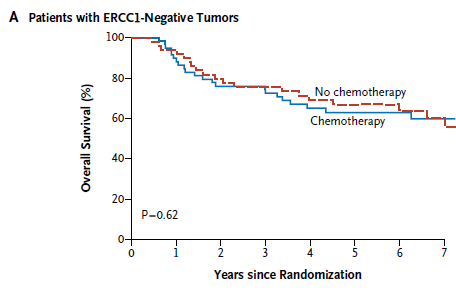 A Patients with ERCC1-Negative Tumors
Overall Survival (%)
100
80
60
40
20
0
No chemotherapy
Chemotherapy
P=0.62
0 1 2 3 4 5 6 7
Years since Randomization